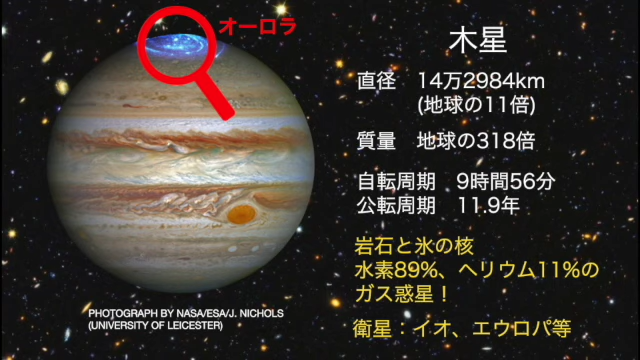 オーロラ
木星
直径　14万2984km
(地球の11倍)
質量　地球の318倍
自転周期　9時間56分
公転周期　11.9年
岩石と氷の核
水素89%、ヘリウム11%の
ガス惑星！
衛星：イオ、エウロパ等
PHOTOGRAPH BY NASA/ESA/J. NICHOLS
(UNIVERSITY OF LEICESTER)